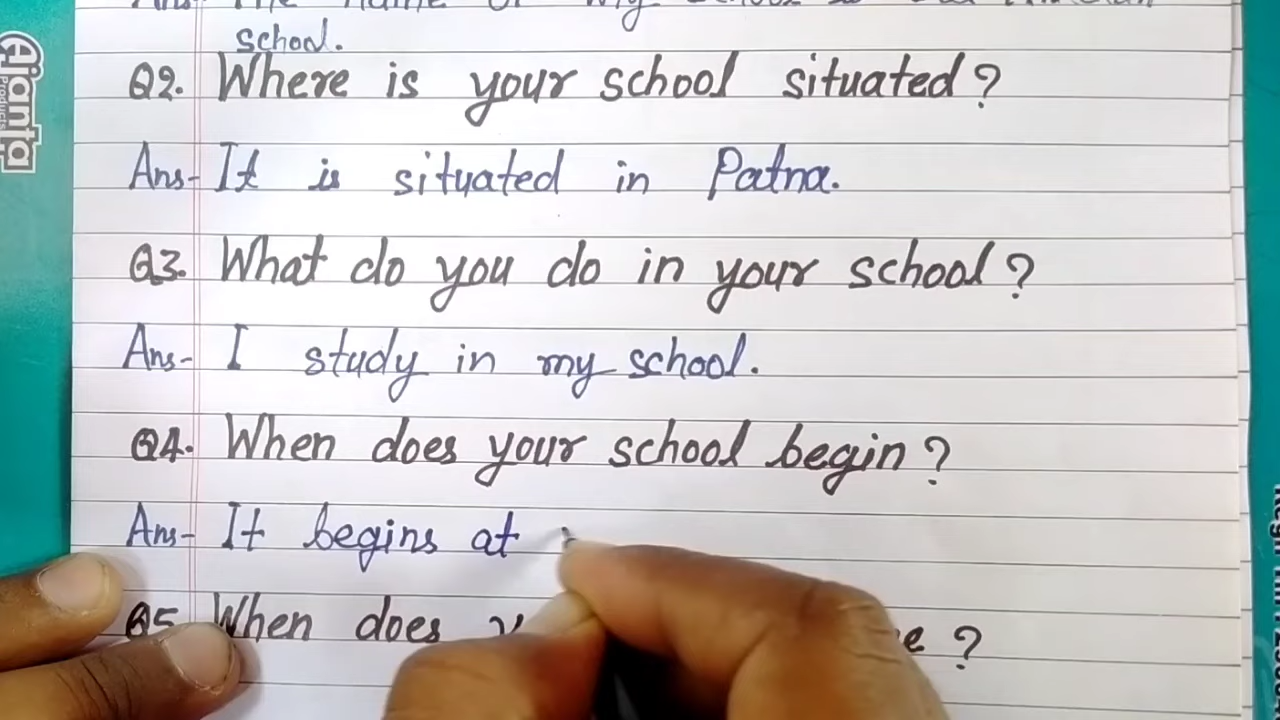 school.
Q2. Where is your school situated?
Ans- It is situated in Patna.
Q3. What do you do in your school?
Ans- I study in my school.
Q4. When does your school begin?
Ans- It begins at
Q5 When does ?
Ajanta
Products